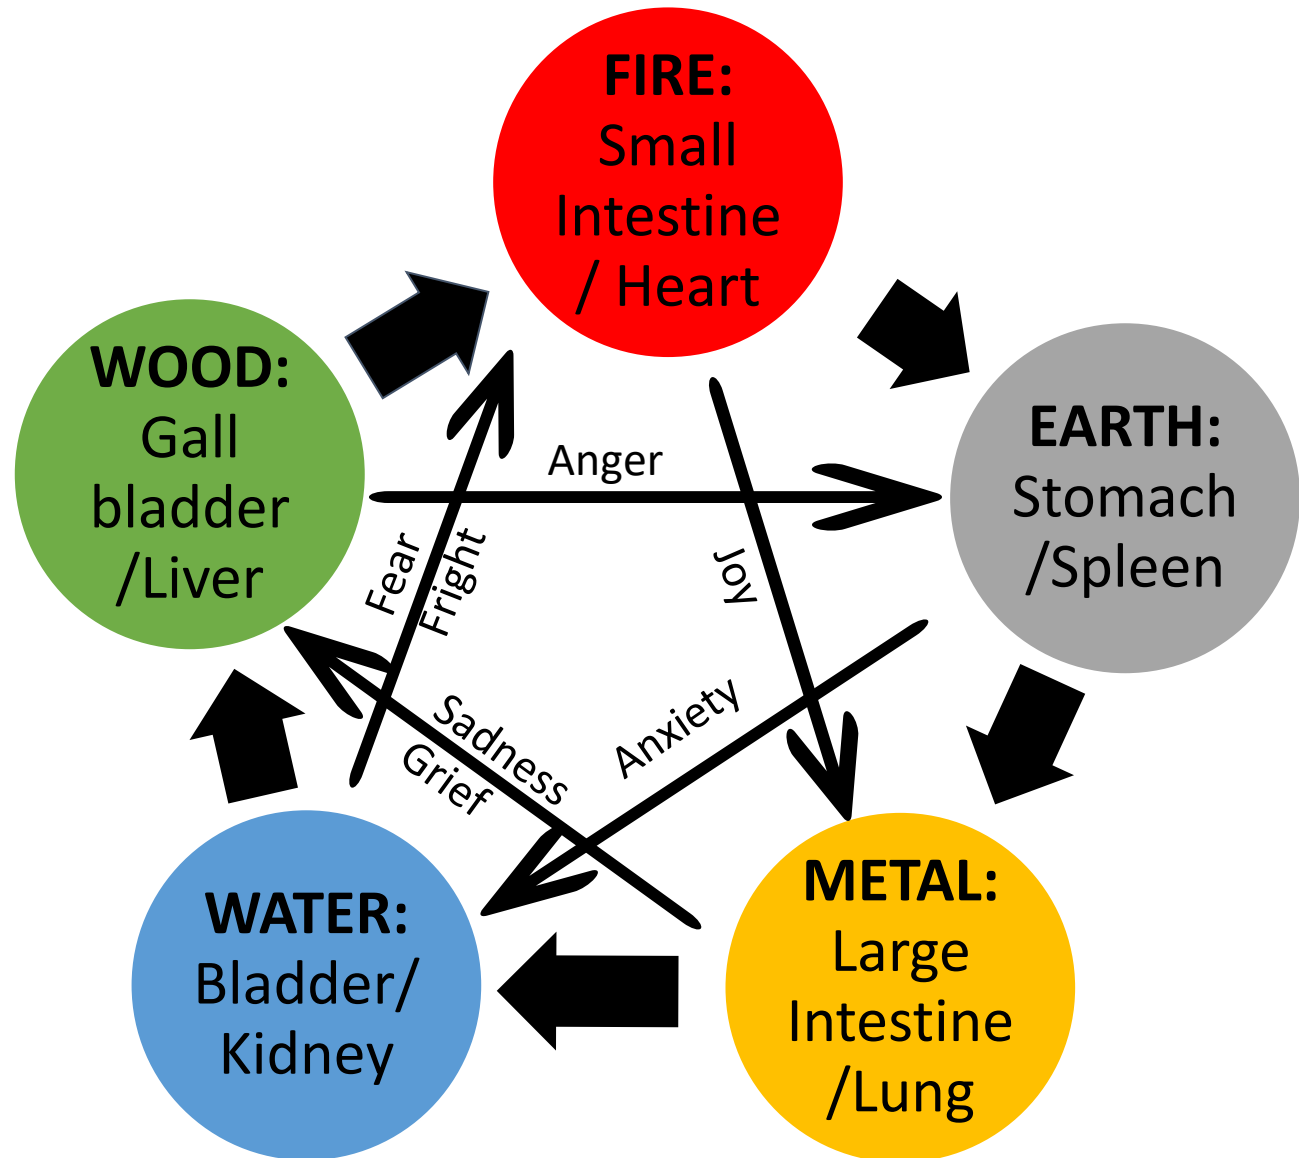 FIRE:
Small
Intestine
/ Heart
WOOD:
Gall
bladder
/Liver
EARTH:
Stomach
/Spleen
Anger
Fear
Fright
Joy
Sadness
Grief
Anxiety
WATER:
Bladder/
Kidney
METAL:
Large
Intestine
/Lung